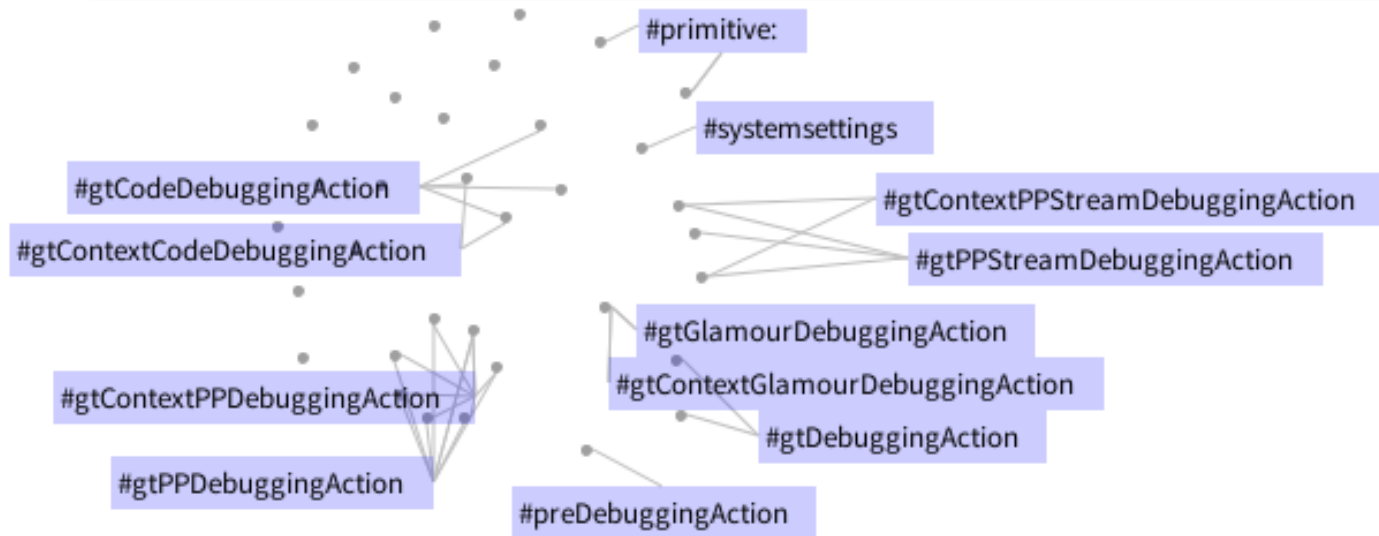 #primitive:
#systemsettings
#gtCodeDebuggingAction
#gtContextPPStreamDebuggingAction
#gtContextCodeDebuggingAction
#gtPPStreamDebuggingAction
#gtGlamourDebuggingAction
#gtContextGlamourDebuggingAction
#gtContextPPDebuggingAction
#gtDebuggingAction
#gtPPDebuggingAction
#preDebuggingAction